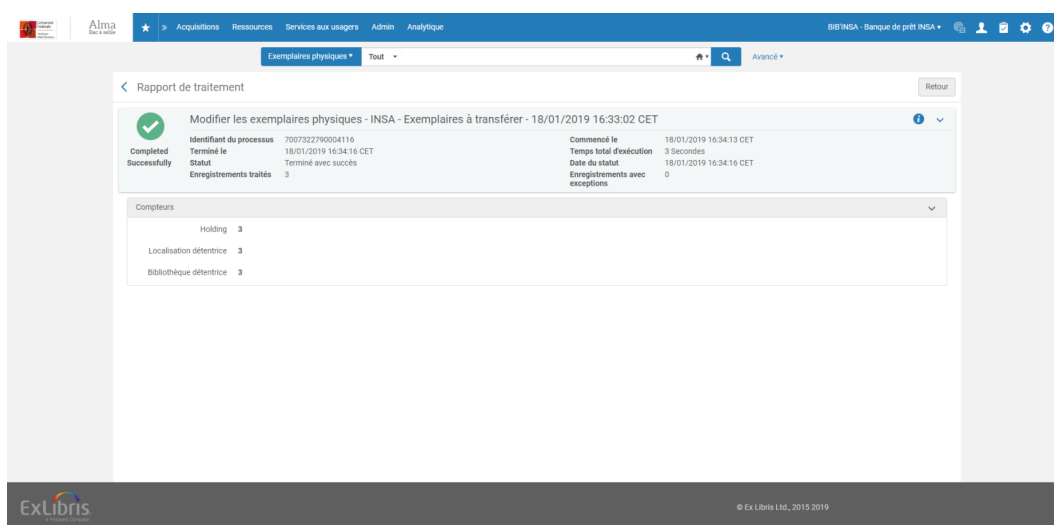 Alma
Bac à sable
» Acquisitions Ressources Services aux usagers Admin Analytique
BIB'INSA - Banque de prêt INSA
Exemplaires physiques Tout Avancé
Rapport de traitement
Retour
Modifier les exemplaires physiques - INSA - Exemplaires à transférer - 18/01/2019 16:33:02 CET
Completed Successfully
Identifiant du processus 7007322790004116
Commencé le 18/01/2019 16:34:13 CET
Terminé le 18/01/2019 16:34:16 CET
Temps total d'exécution 3 Secondes
Statut Terminé avec succès
Date du statut 18/01/2019 16:34:16 CET
Enregistrements traités 3
Enregistrements avec exceptions 0
Compteurs
Holding 3
Localisation détentrice 3
Bibliothèque détentrice 3
ExLibris
© Ex Libris Ltd., 2015 2019